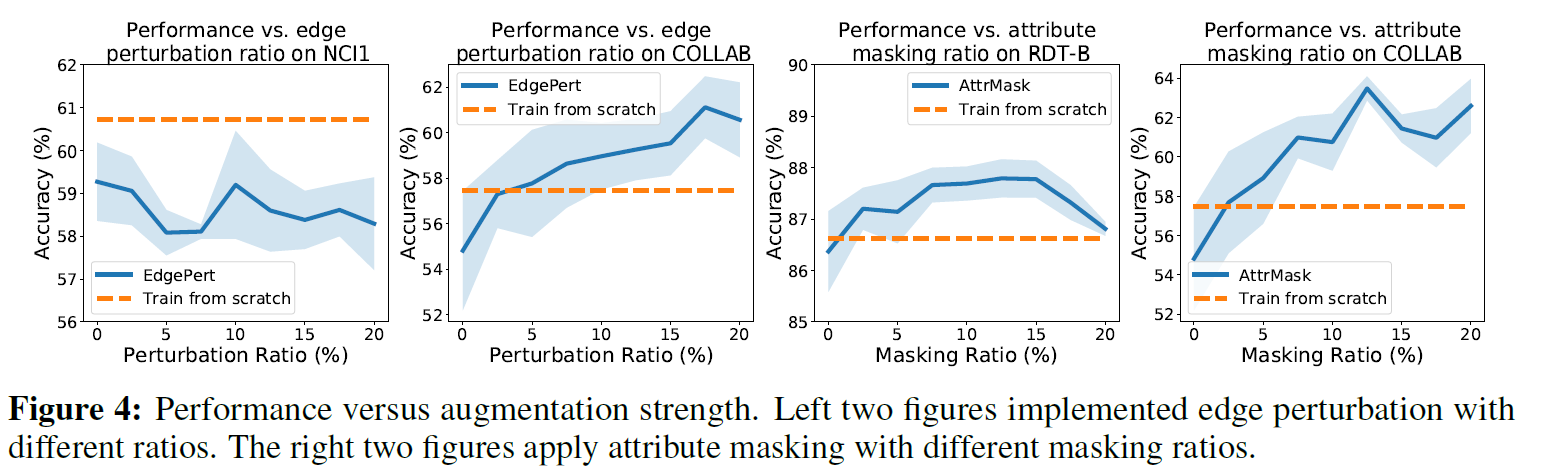 Performance vs. edge
perturbation ratio on NCI1
62
61
60
59
58
57
56
Accuracy (%)
EdgePert
Train from scratch
0 5 10 15 20
Perturbation Ratio (%)
Performance vs. edge
perturbation ratio on COLLAB
62
60
58
56
54
52
Accuracy (%)
EdgePert
Train from scratch
0 5 10 15 20
Perturbation Ratio (%)
Performance vs. attribute
masking ratio on RDT-B
90
89
88
87
86
85
Accuracy (%)
AttrMask
Train from scratch
0 5 10 15 20
Masking Ratio (%)
Performance vs. attribute
masking ratio on COLLAB
64
62
60
58
56
54
52
Accuracy (%)
AttrMask
Train from scratch
0 5 10 15 20
Masking Ratio (%)
Figure 4: Performance versus augmentation strength. Left two figures implemented edge perturbation with
different ratios. The right two figures apply attribute masking with different masking ratios.